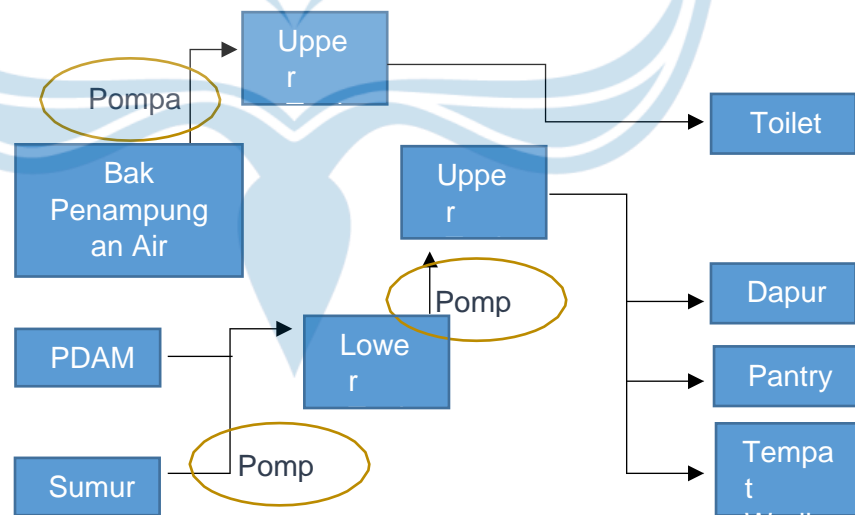 Uppe
r
Pompa
Toilet
Bak
Penampung
an Air
Uppe
r
Dapur
Pomp
Lowe
r
PDAM
Pantry
Pomp
Sumur
Tempa
t